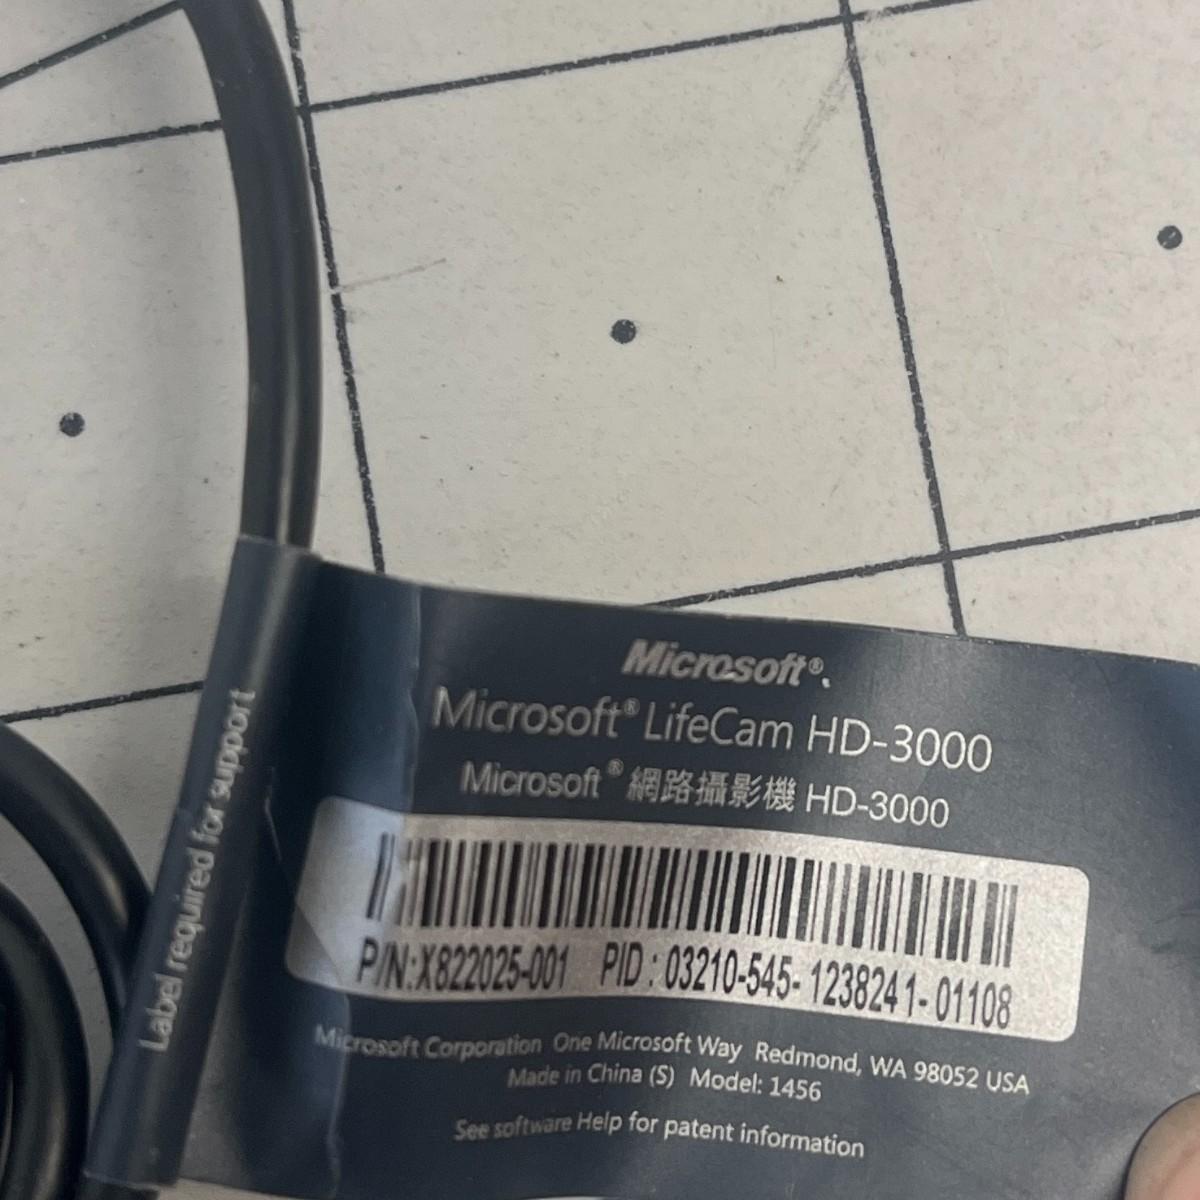 Microsoft®.
Microsoft® LifeCam HD-3000
Microsoft® 網路攝影機 HD-3000
P/N:X822025-001 PID : 03210-545- 1238241- 01108
Microsoft Corporation One Microsoft Way Redmond, WA 98052 USA
Made in China (S) Model: 1456
See software Help for patent information
Label required for support